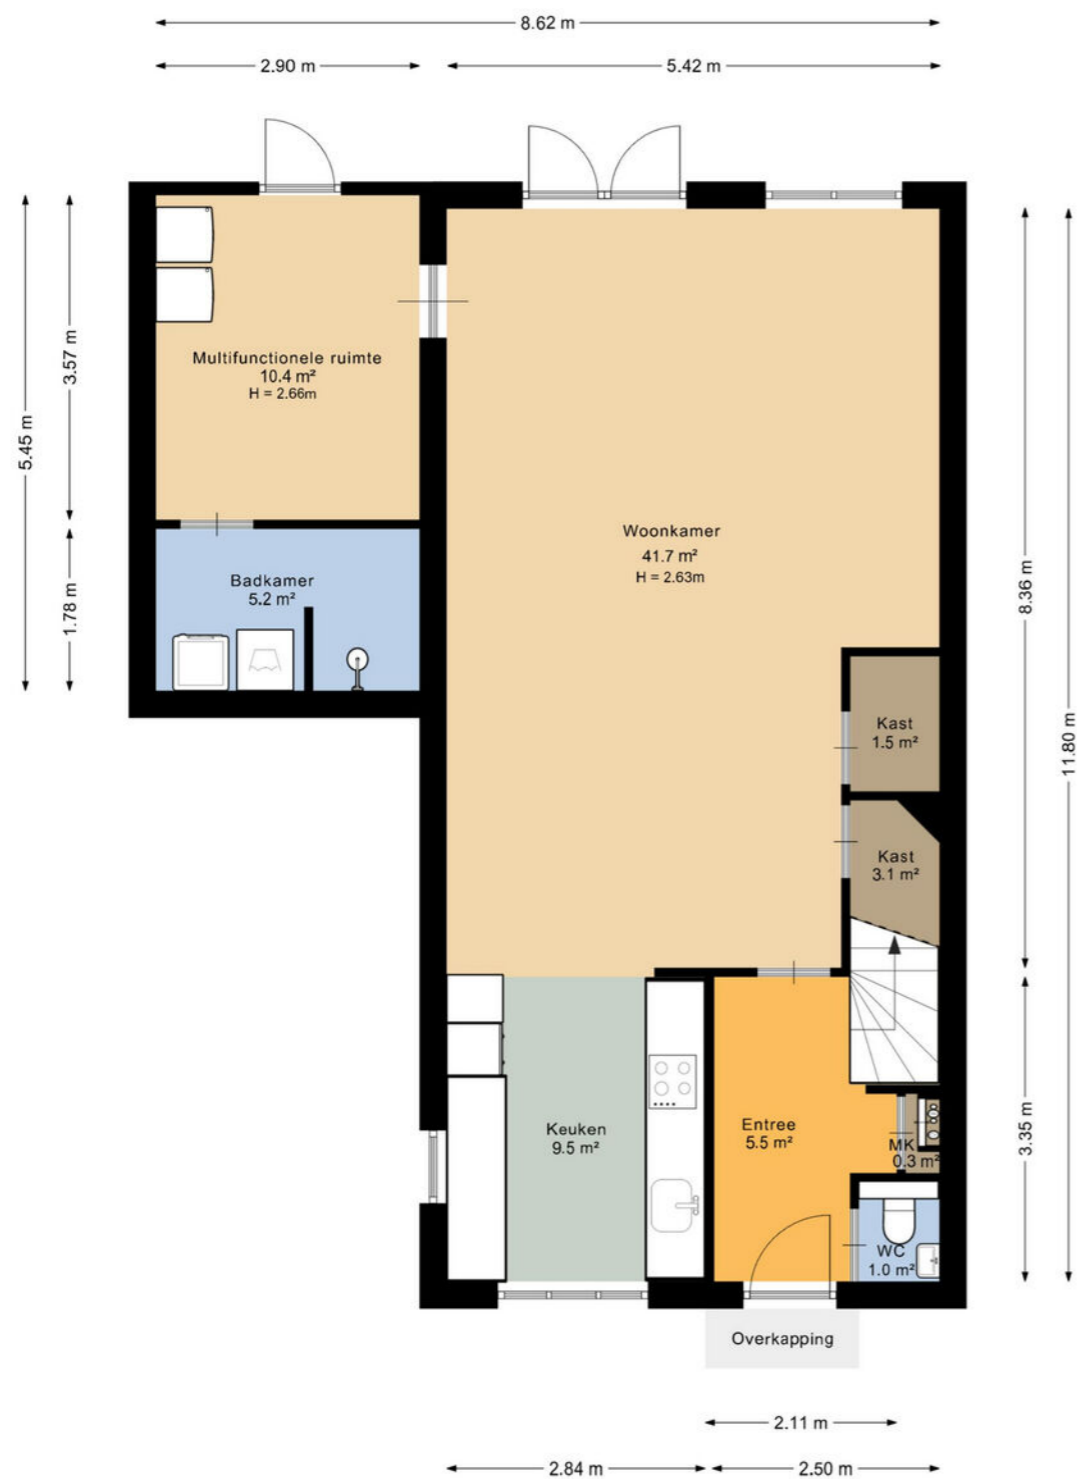 8.62 m
2.90 m
5.42 m
Multifunctionele ruimte
10.4 m²
H = 2.66m
3.57 m
5.45 m
Woonkamer
41.7 m²
H = 2.63m
Badkamer
5.2 m²
1.78 m
8.36 m
Kast
1.5 m²
11.80 m
Kast
3.1 m²
Keuken
9.5 m²
Entree
5.5 m²
MK
0.3 m²
3.35 m
WC
1.0 m²
Overkapping
2.11 m
2.84 m
2.50 m